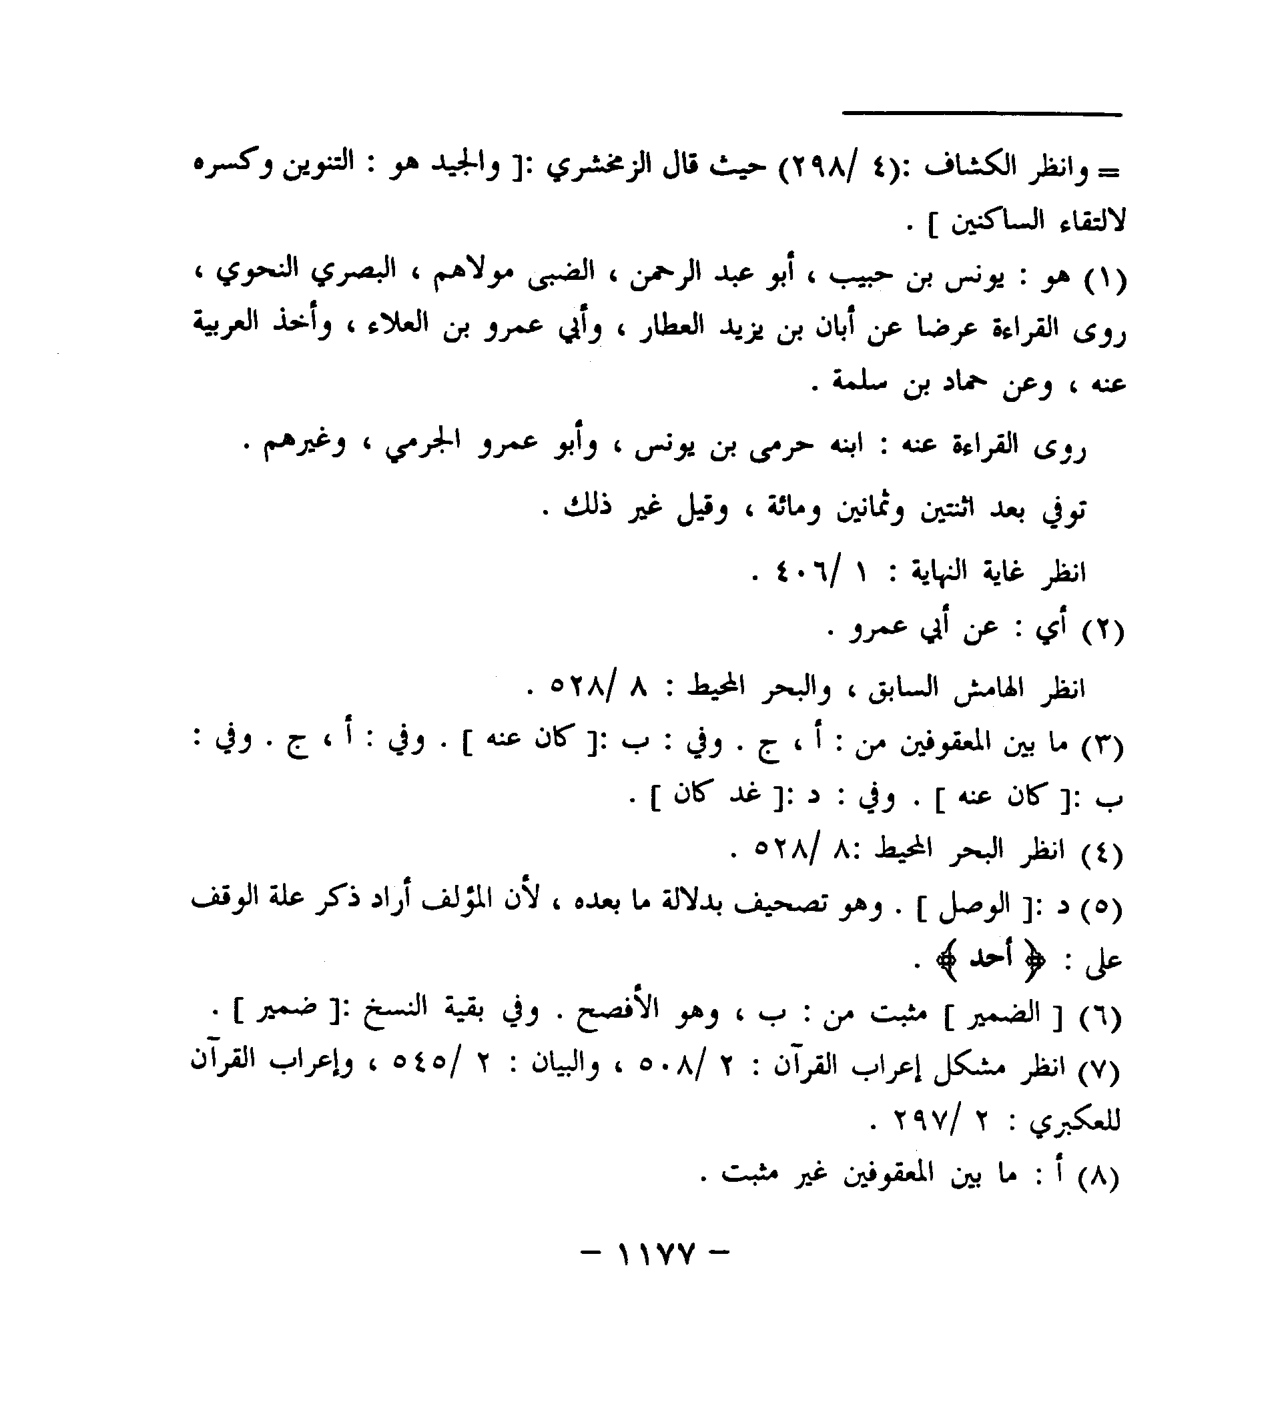 = وانظر الكشاف :(٤ /٢٩٨) حيث قال الزمخشري :[ والجيد هو : التنوين وكسره
لالتقاء الساكنين ] .
(١) هو : يونس بن حبيب ، أبو عبد الرحمن ، الضبى مولاهم ، البصري النحوي ،
روى القراءة عرضا عن أبان بن يزيد العطار ، وأبي عمرو بن العلاء ، وأخذ العربية
عنه ، وعن حماد بن سلمة .
روى القراءة عنه : ابنه حرمى بن يونس ، وأبو عمرو الجرمي ، وغيرهم .
توفي بعد اثنتين وثمانين ومائة ، وقيل غير ذلك .
انظر غاية النهاية : ١ /٤٠٦ .
(٢) أي : عن أبي عمرو .
انظر الهامش السابق ، والبحر المحيط : ٨ /٥٢٨ .
(٣) ما بين المعقوفين من : أ ، ج . وفي : ب :[ كان عنه ] . وفي : أ ، ج . وفي :
ب :[ كان عنه ] . وفي : د :[ غد كان ] .
(٤) انظر البحر المحيط :٨ /٥٢٨ .
(٥) د :[ الوصل ] . وهو تصحيف بدلالة ما بعده ، لأن المؤلف أراد ذكر علة الوقف
على : ﴿ أحد ﴾ .
(٦) [ الضمير ] مثبت من : ب ، وهو الأفصح . وفي بقية النسخ :[ ضمير ] .
(٧) انظر مشكل إعراب القرآن : ٢ /٥٠٨ ، والبيان : ٢ /٥٤٥ ، وإعراب القرآن
للعكبري : ٢ /٢٩٧ .
(٨) أ : ما بين المعقوفين غير مثبت .
– ١١٧٧ –